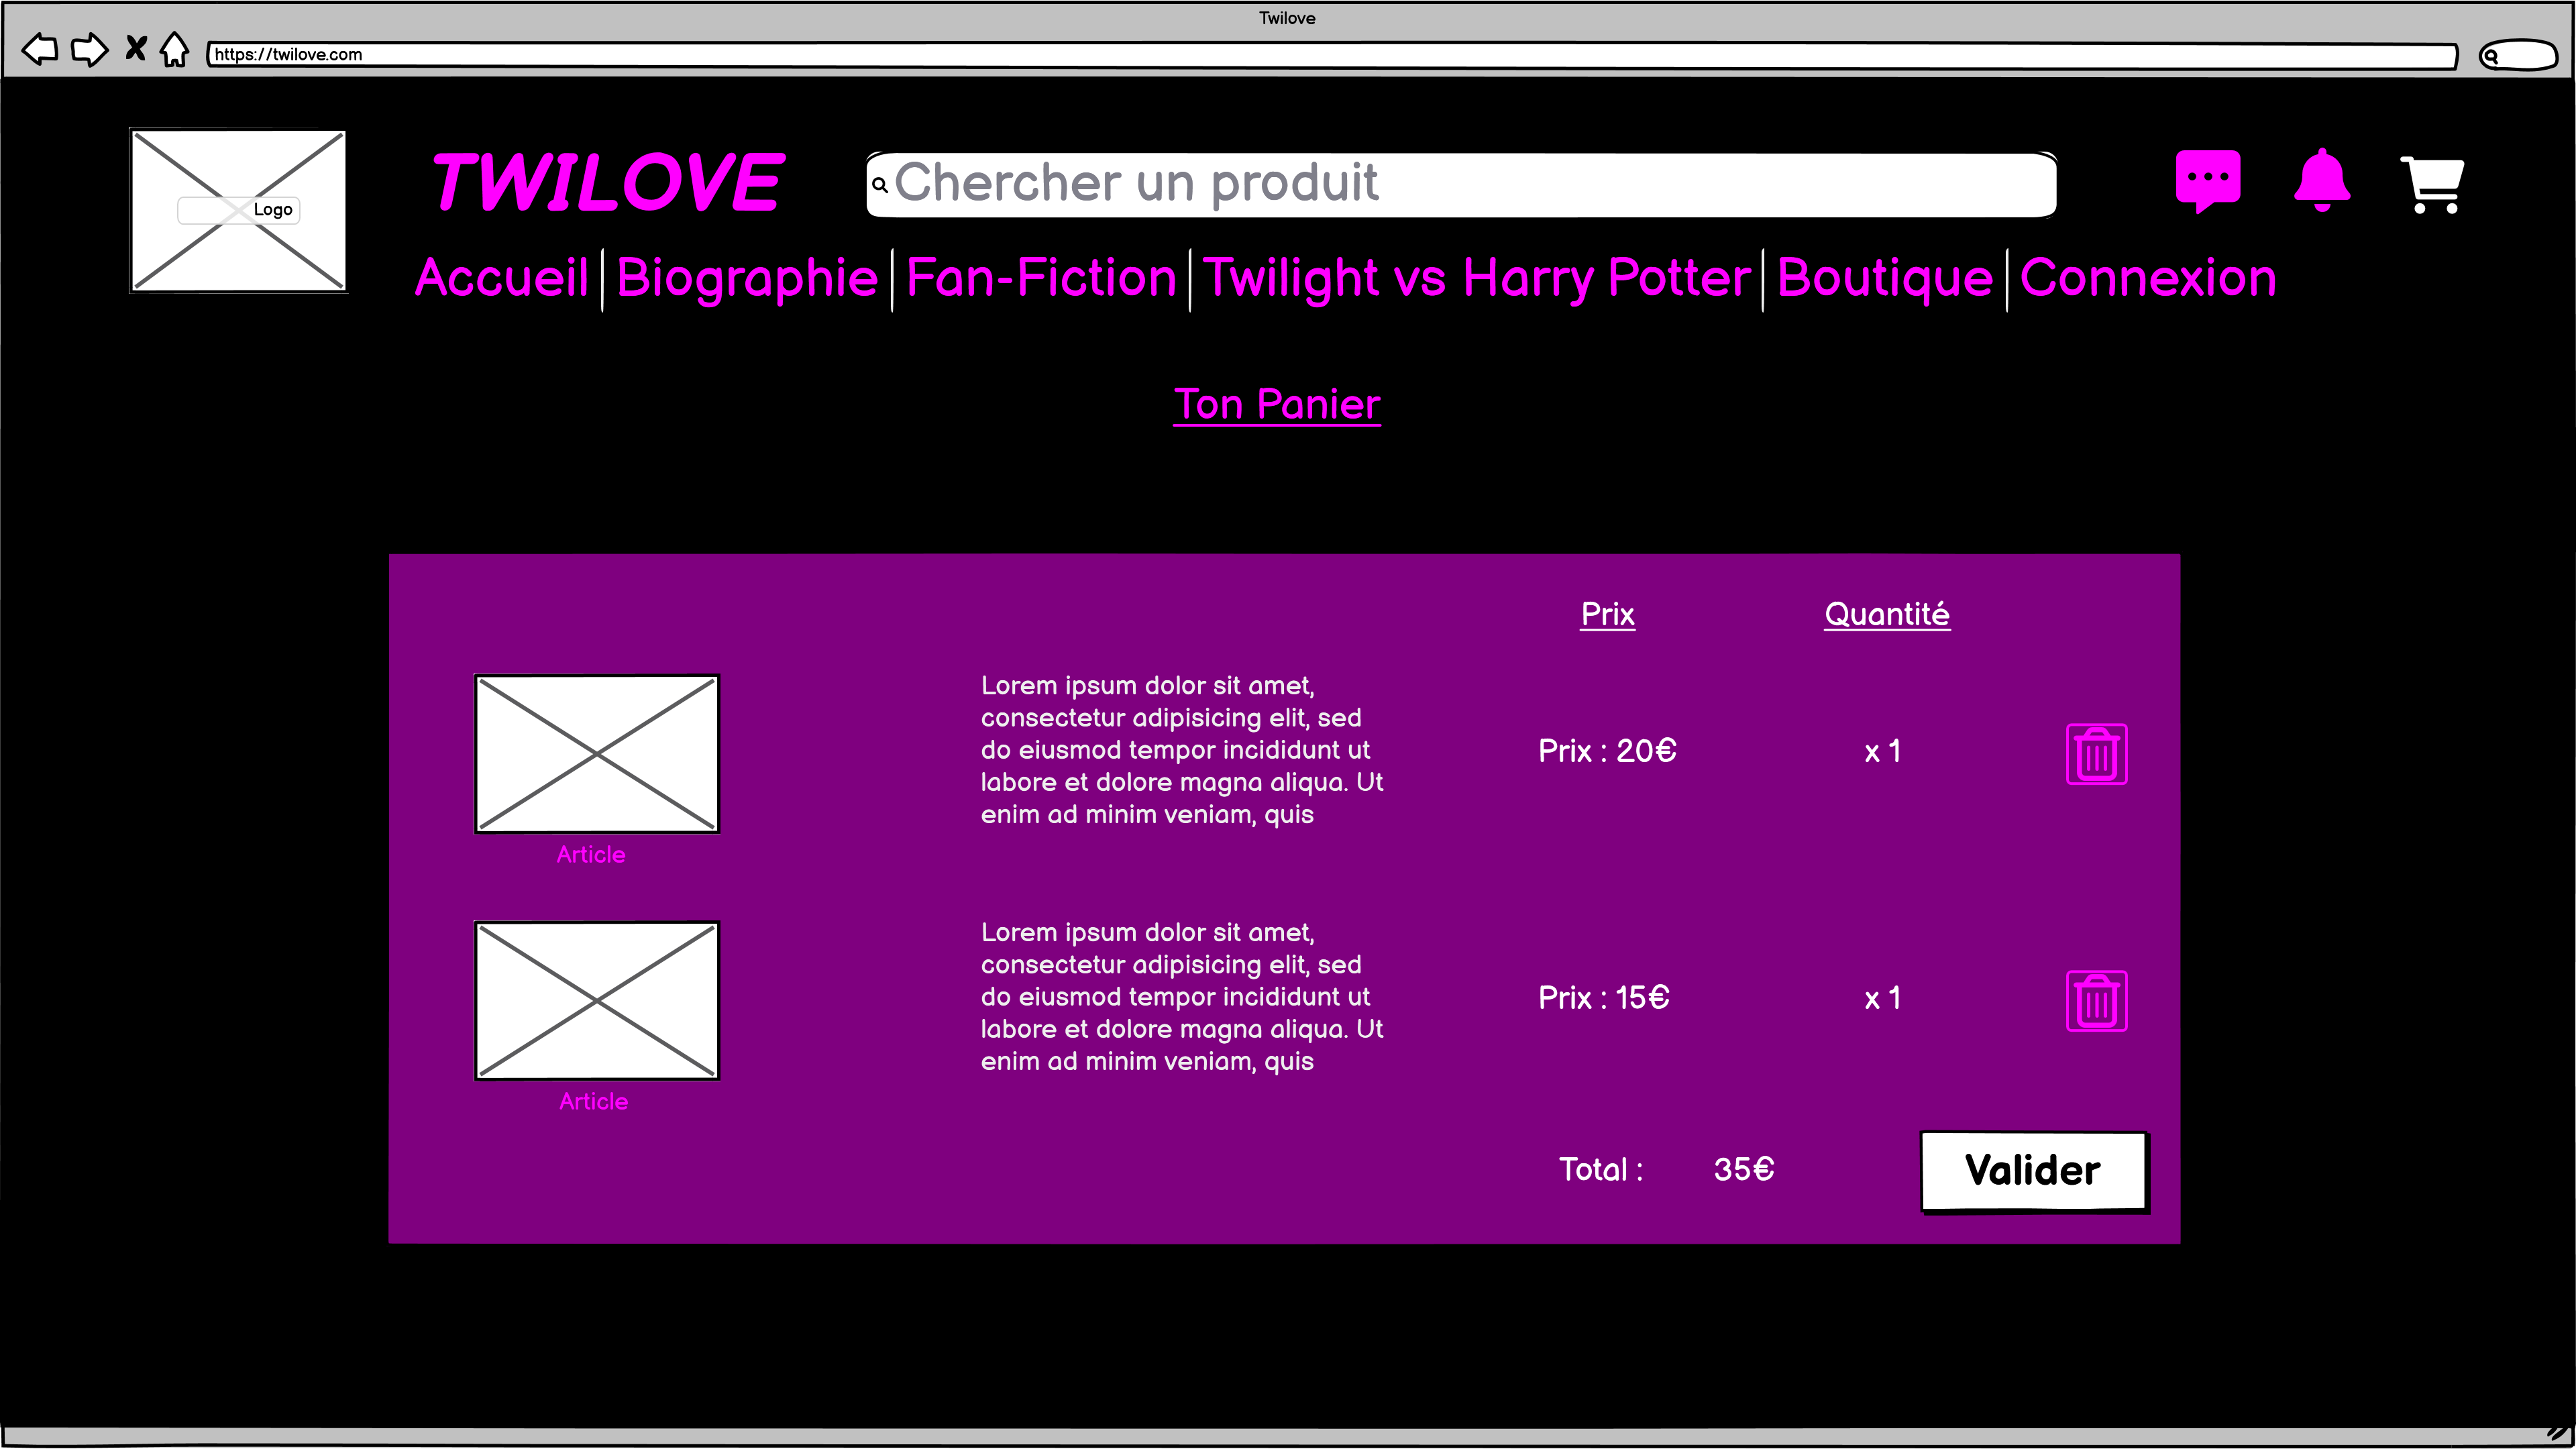 Twilove
https://twilove.com
Logo
TWILOVE
Chercher un produit
Accueil
Biographie
Fan-Fiction
Twilight vs Harry Potter
Boutique
Connexion
Ton Panier
Prix
Quantité
Lorem ipsum dolor sit amet,
consectetur adipisicing elit, sed
do eiusmod tempor incididunt ut
labore et dolore magna aliqua. Ut
enim ad minim veniam, quis
Prix : 20€
x 1
Article
Lorem ipsum dolor sit amet,
consectetur adipisicing elit, sed
do eiusmod tempor incididunt ut
labore et dolore magna aliqua. Ut
enim ad minim veniam, quis
Prix : 15€
x 1
Article
Total :
35€
Valider